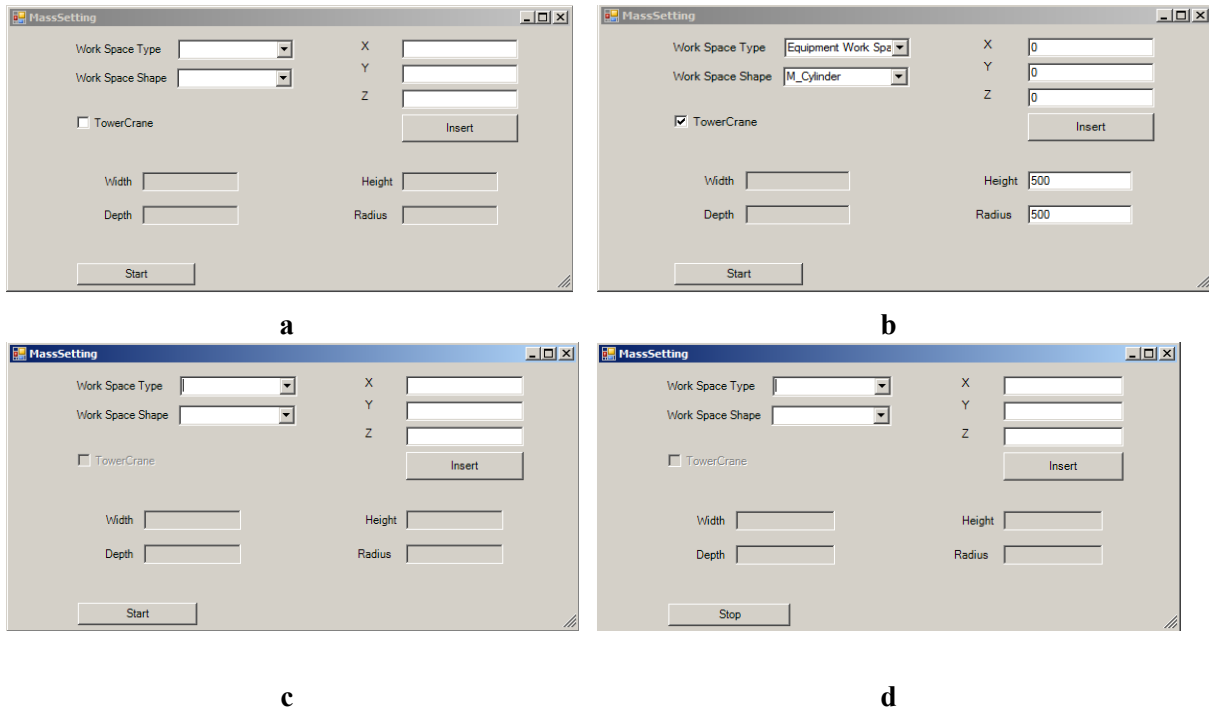 MassSetting
Work Space Type X
Work Space Shape Y
Z
TowerCrane Insert
Width Height
Depth Radius
Start
a
MassSetting
Work Space Type Equipment Work Spa X 0
Work Space Shape M_Cylinder Y 0
Z 0
TowerCrane Insert
Width Height 500
Depth Radius 500
Start
b
MassSetting
Work Space Type X
Work Space Shape Y
Z
TowerCrane Insert
Width Height
Depth Radius
Start
c
MassSetting
Work Space Type X
Work Space Shape Y
Z
TowerCrane Insert
Width Height
Depth Radius
Stop
d